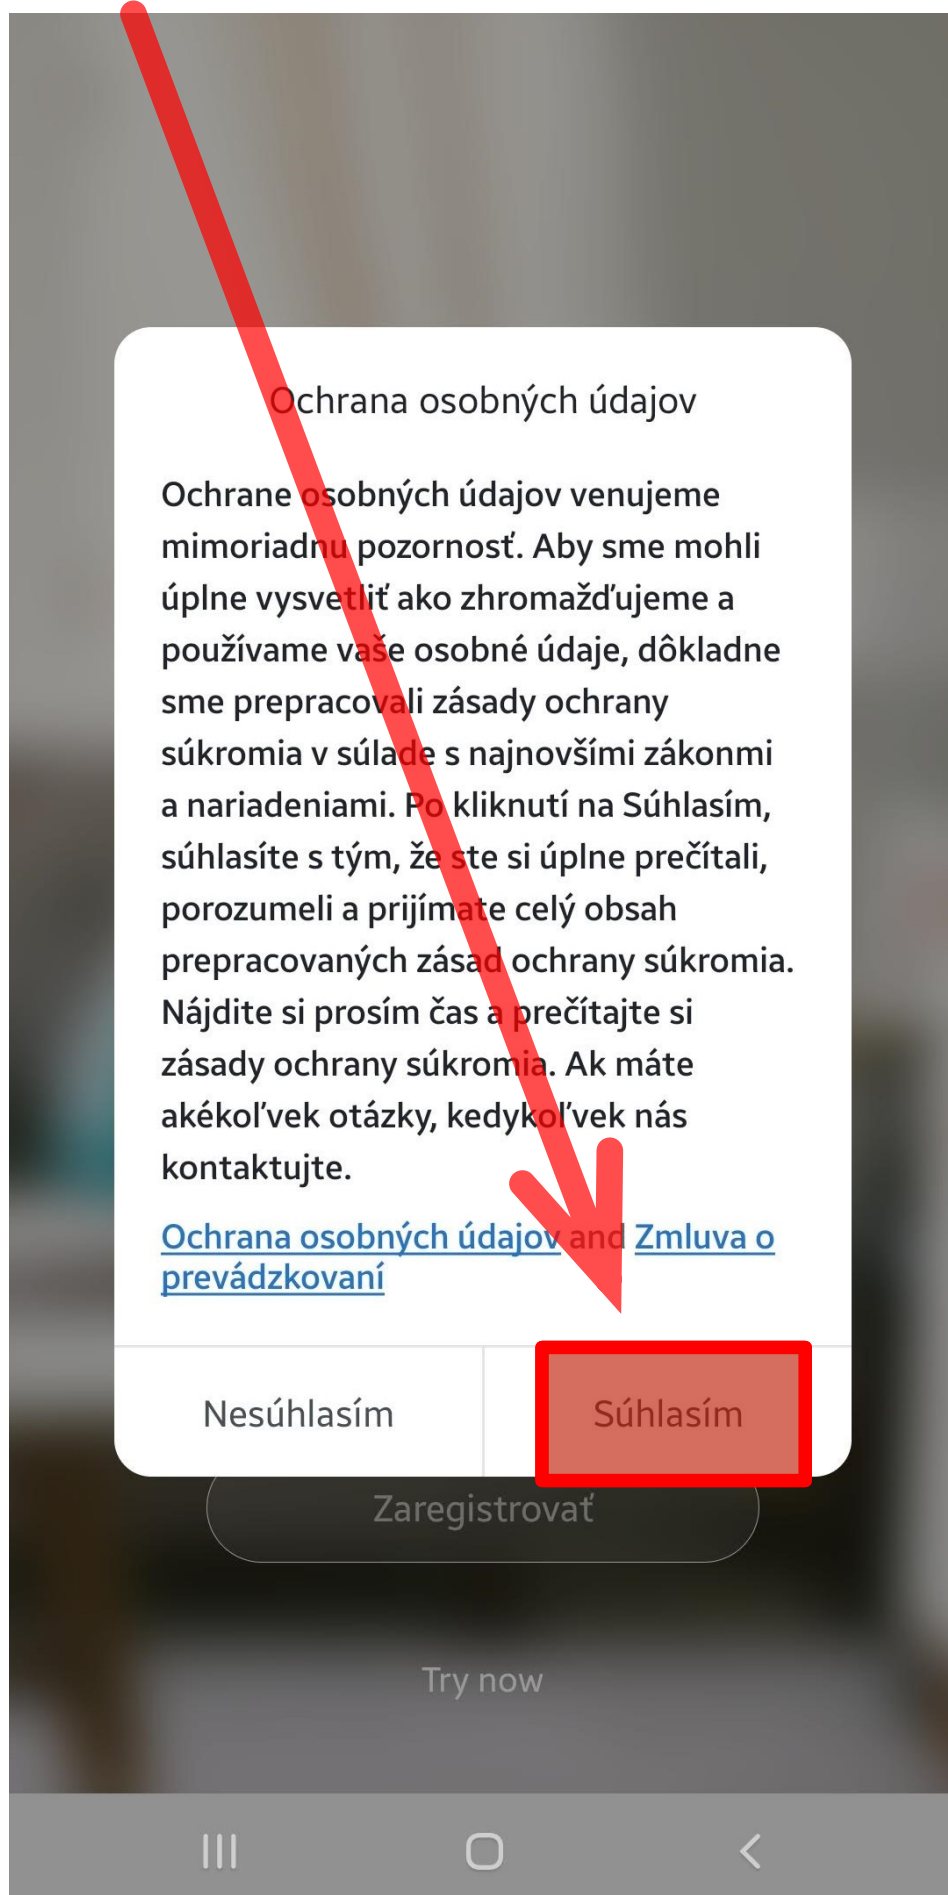 Ochrana osobných údajov
Ochrane osobných údajov venujeme
mimoriadnu pozornosť. Aby sme mohli
úplne vysvetliť ako zhromažďujeme a
používame vaše osobné údaje, dôkladne
sme prepracovali zásady ochrany
súkromia v súlade s najnovšími zákonmi
a nariadeniami. Po kliknutí na Súhlasím,
súhlasíte s tým, že ste si úplne prečítali,
porozumeli a prijímate celý obsah
prepracovaných zásad ochrany súkromia.
Nájdite si prosím čas a prečítajte si
zásady ochrany súkromia. Ak máte
akékoľvek otázky, kedykoľvek nás
kontaktujte.
Ochrana osobných údajov and Zmluva o
prevádzkovaní
Nesúhlasím Súhlasím
Zaregistrovať
Try now